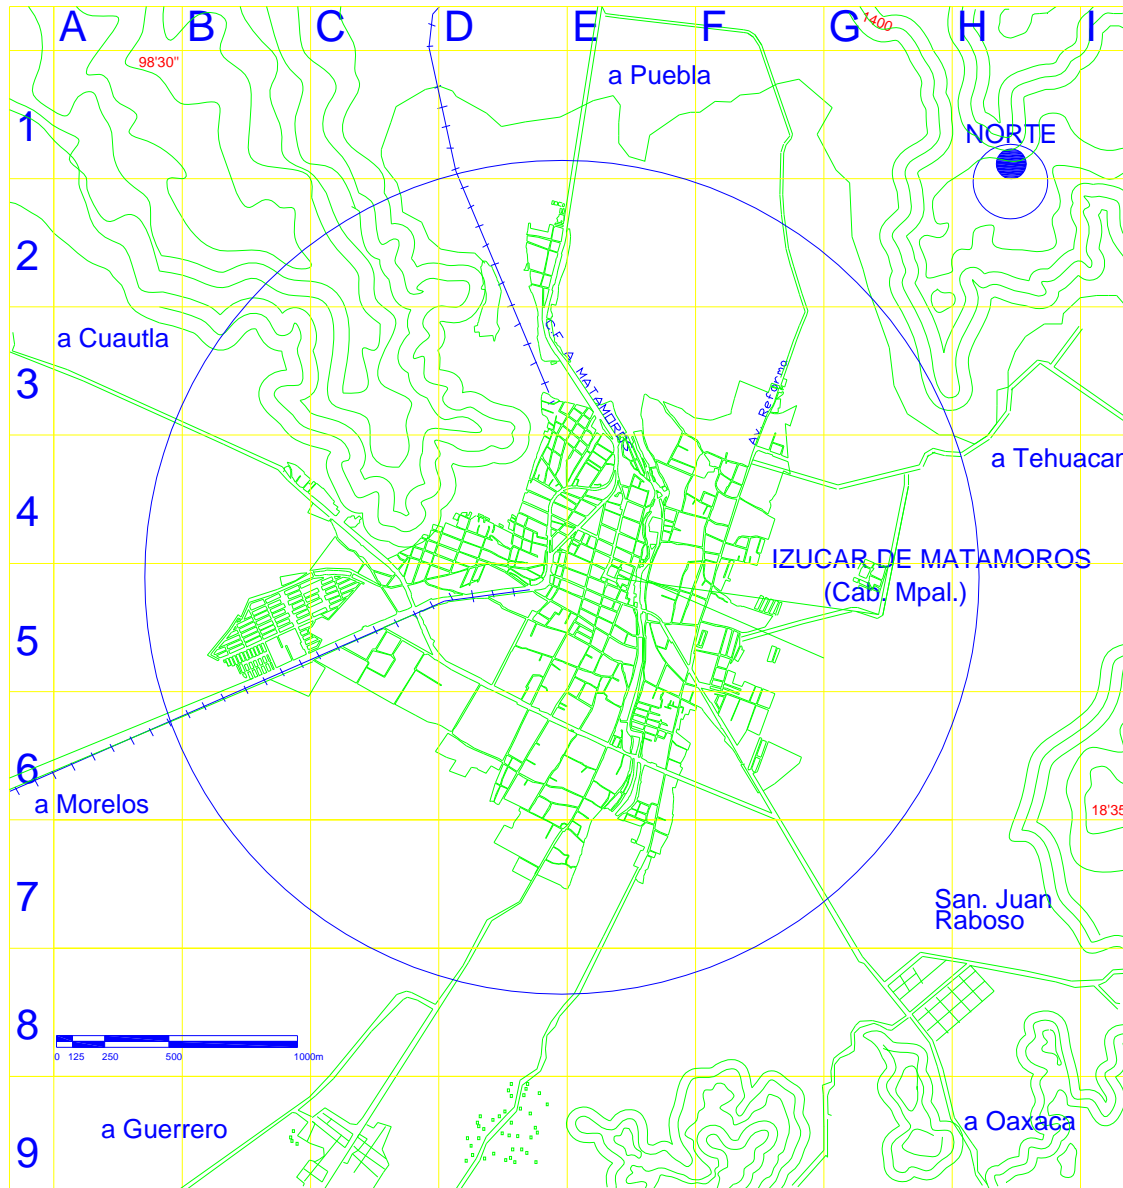 A B C D E F G H I
1400
98'30"
a Puebla
1
NORTE
2
a Cuautla
C.F. A MATAMOROS
3
Av. Reforma
a Tehuacar
4
IZUCAR DE MATAMOROS
(Cab. Mpal.)
5
6
a Morelos
18'35
7
San. Juan
Raboso
8
0 125 250 500 1000m
a Guerrero
a Oaxaca
9